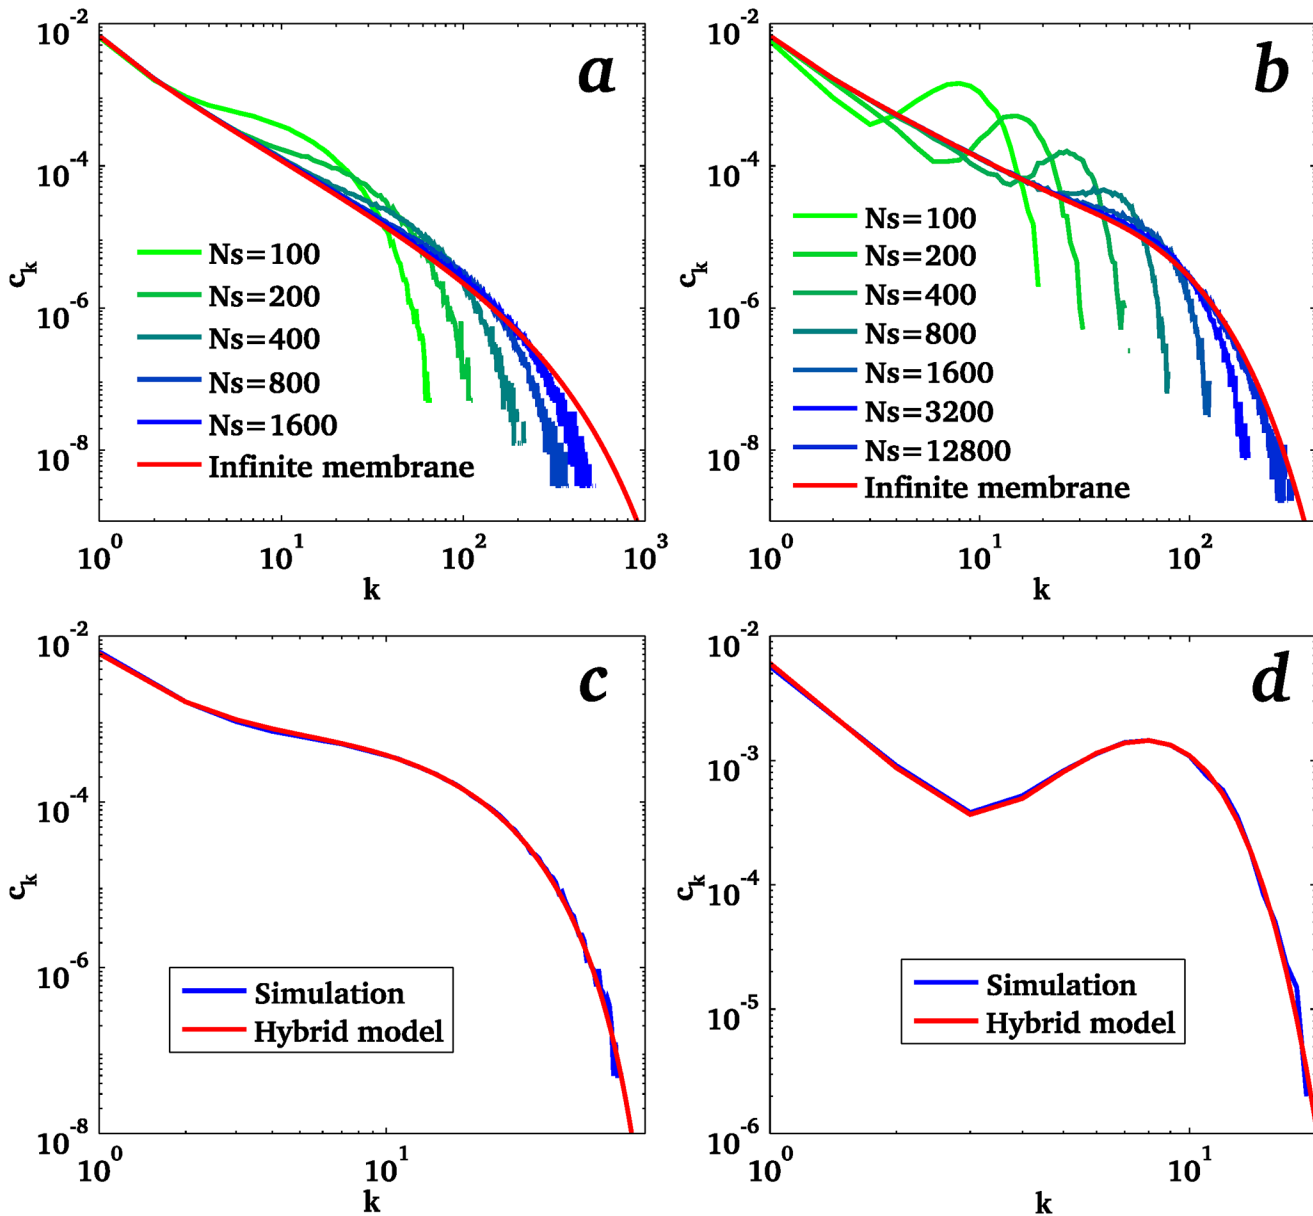 a
10^-2
10^-4
10^-6
10^-8
c_k
Ns=100
Ns=200
Ns=400
Ns=800
Ns=1600
Infinite membrane
10^0
10^1
10^2
10^3
k
b
10^-2
10^-4
10^-6
10^-8
c_k
Ns=100
Ns=200
Ns=400
Ns=800
Ns=1600
Ns=3200
Ns=12800
Infinite membrane
10^0
10^1
10^2
k
c
10^-2
10^-4
10^-6
10^-8
c_k
Simulation
Hybrid model
10^0
10^1
k
d
10^-2
10^-3
10^-4
10^-5
10^-6
c_k
Simulation
Hybrid model
10^0
10^1
k